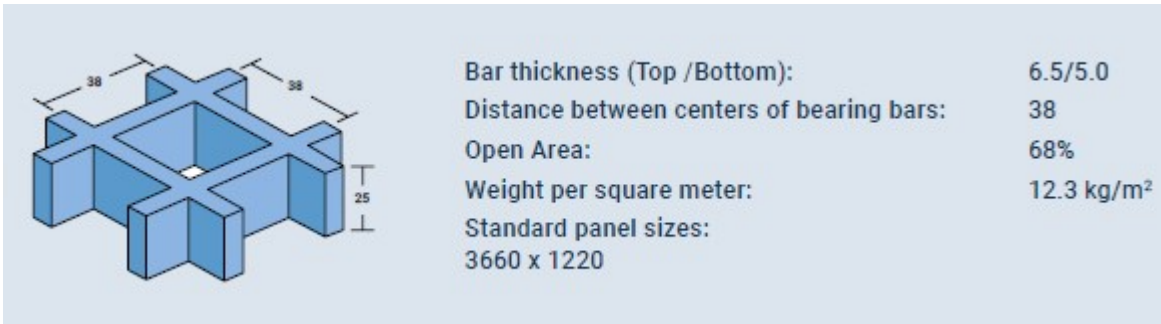 38
38
25
Bar thickness (Top /Bottom): 6.5/5.0
Distance between centers of bearing bars: 38
Open Area: 68%
Weight per square meter: 12.3 kg/m²
Standard panel sizes:
3660 x 1220